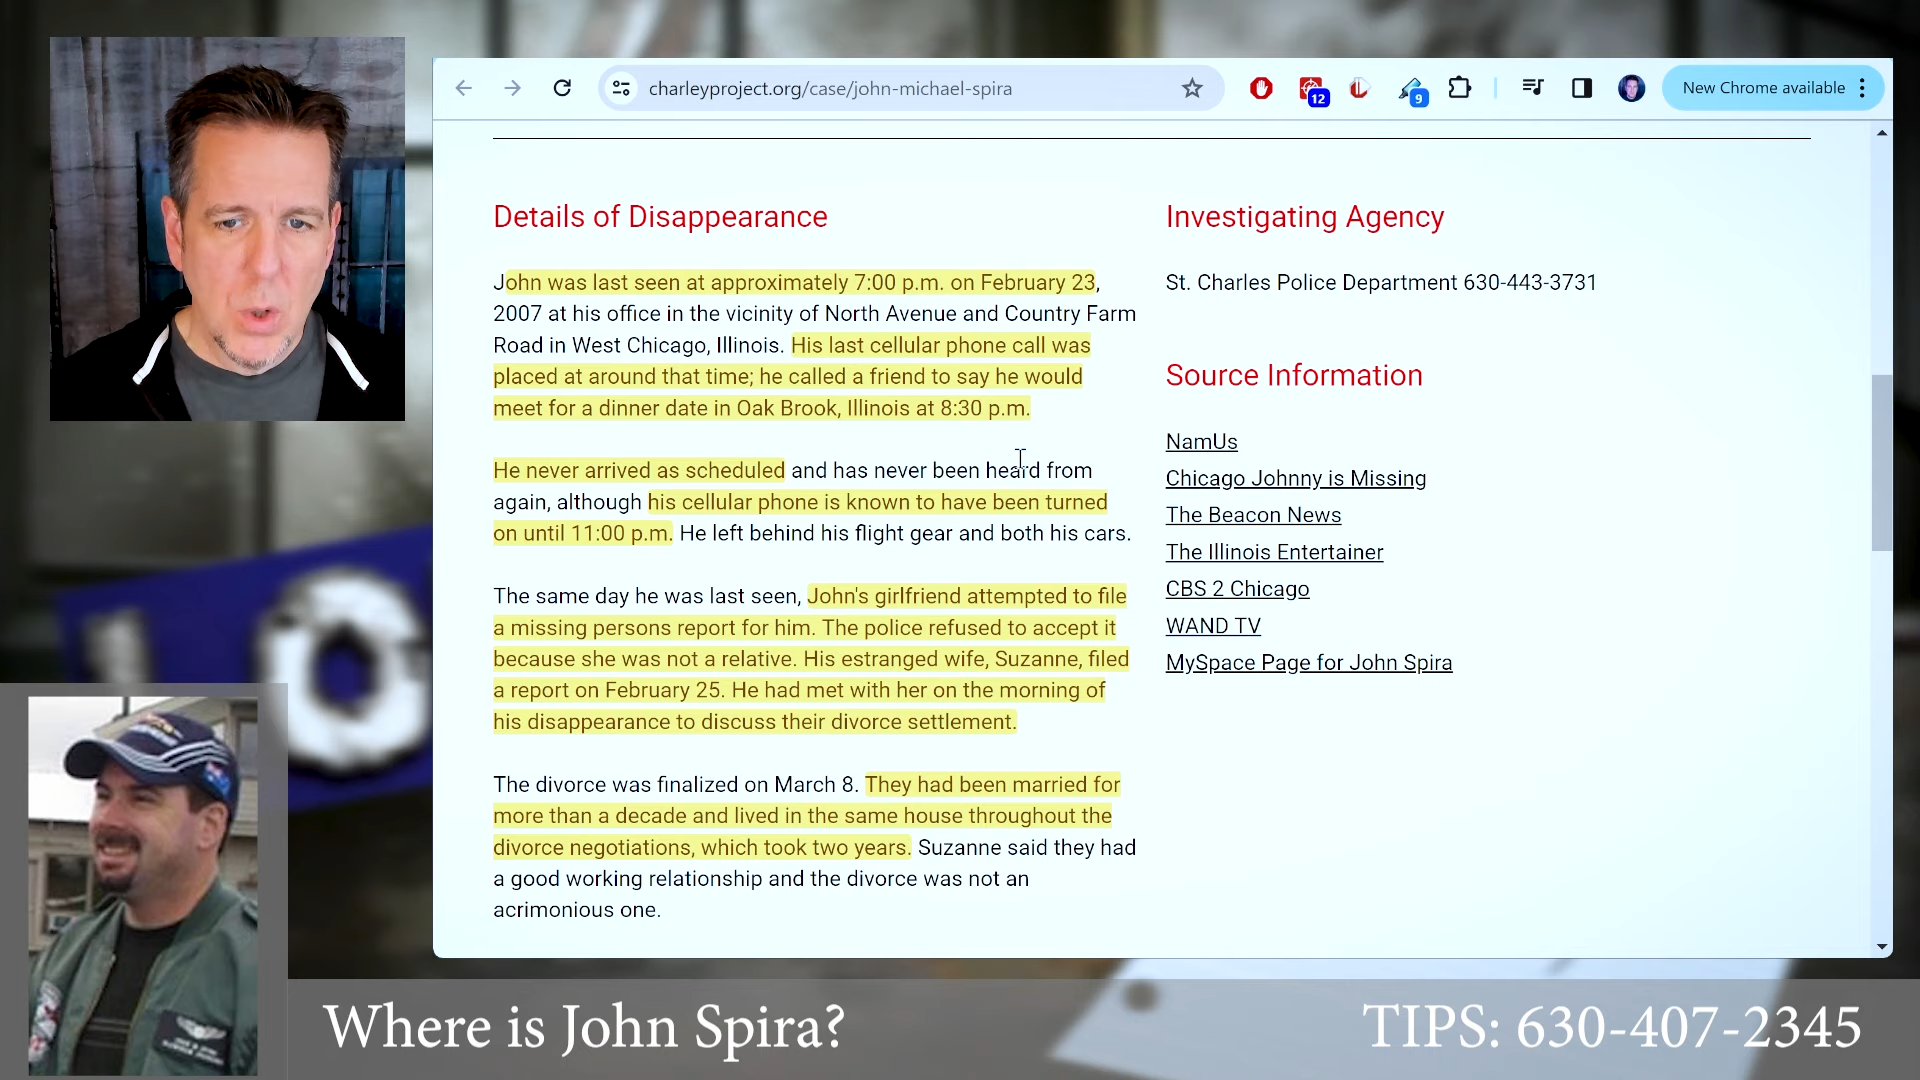 charleyproject.org/case/john-michael-spira
12
9
New Chrome available
Details of Disappearance
John was last seen at approximately 7:00 p.m. on February 23,
2007 at his office in the vicinity of North Avenue and Country Farm
Road in West Chicago, Illinois. His last cellular phone call was
placed at around that time; he called a friend to say he would
meet for a dinner date in Oak Brook, Illinois at 8:30 p.m.
He never arrived as scheduled and has never been heard from
again, although his cellular phone is known to have been turned
on until 11:00 p.m. He left behind his flight gear and both his cars.
The same day he was last seen, John's girlfriend attempted to file
a missing persons report for him. The police refused to accept it
because she was not a relative. His estranged wife, Suzanne, filed
a report on February 25. He had met with her on the morning of
his disappearance to discuss their divorce settlement.
The divorce was finalized on March 8. They had been married for
more than a decade and lived in the same house throughout the
divorce negotiations, which took two years. Suzanne said they had
a good working relationship and the divorce was not an
acrimonious one.
Investigating Agency
St. Charles Police Department 630-443-3731
Source Information
NamUs
Chicago Johnny is Missing
The Beacon News
The Illinois Entertainer
CBS 2 Chicago
WAND TV
MySpace Page for John Spira
Where is John Spira?
TIPS: 630-407-2345